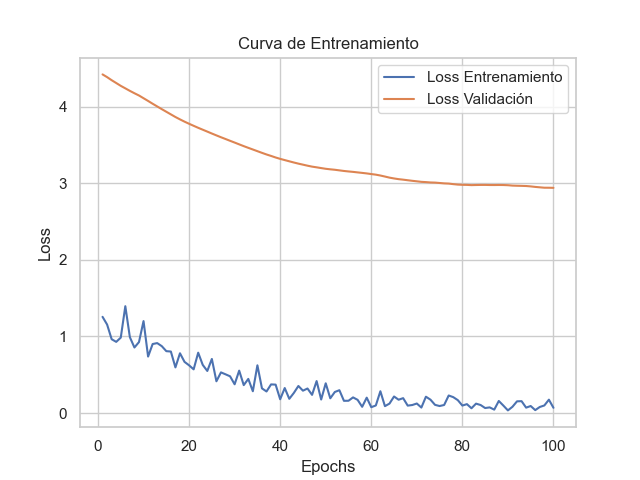 Curva de Entrenamiento
Loss Entrenamiento
Loss Validación
Loss
4
3
2
1
0
0 20 40 60 80 100
Epochs